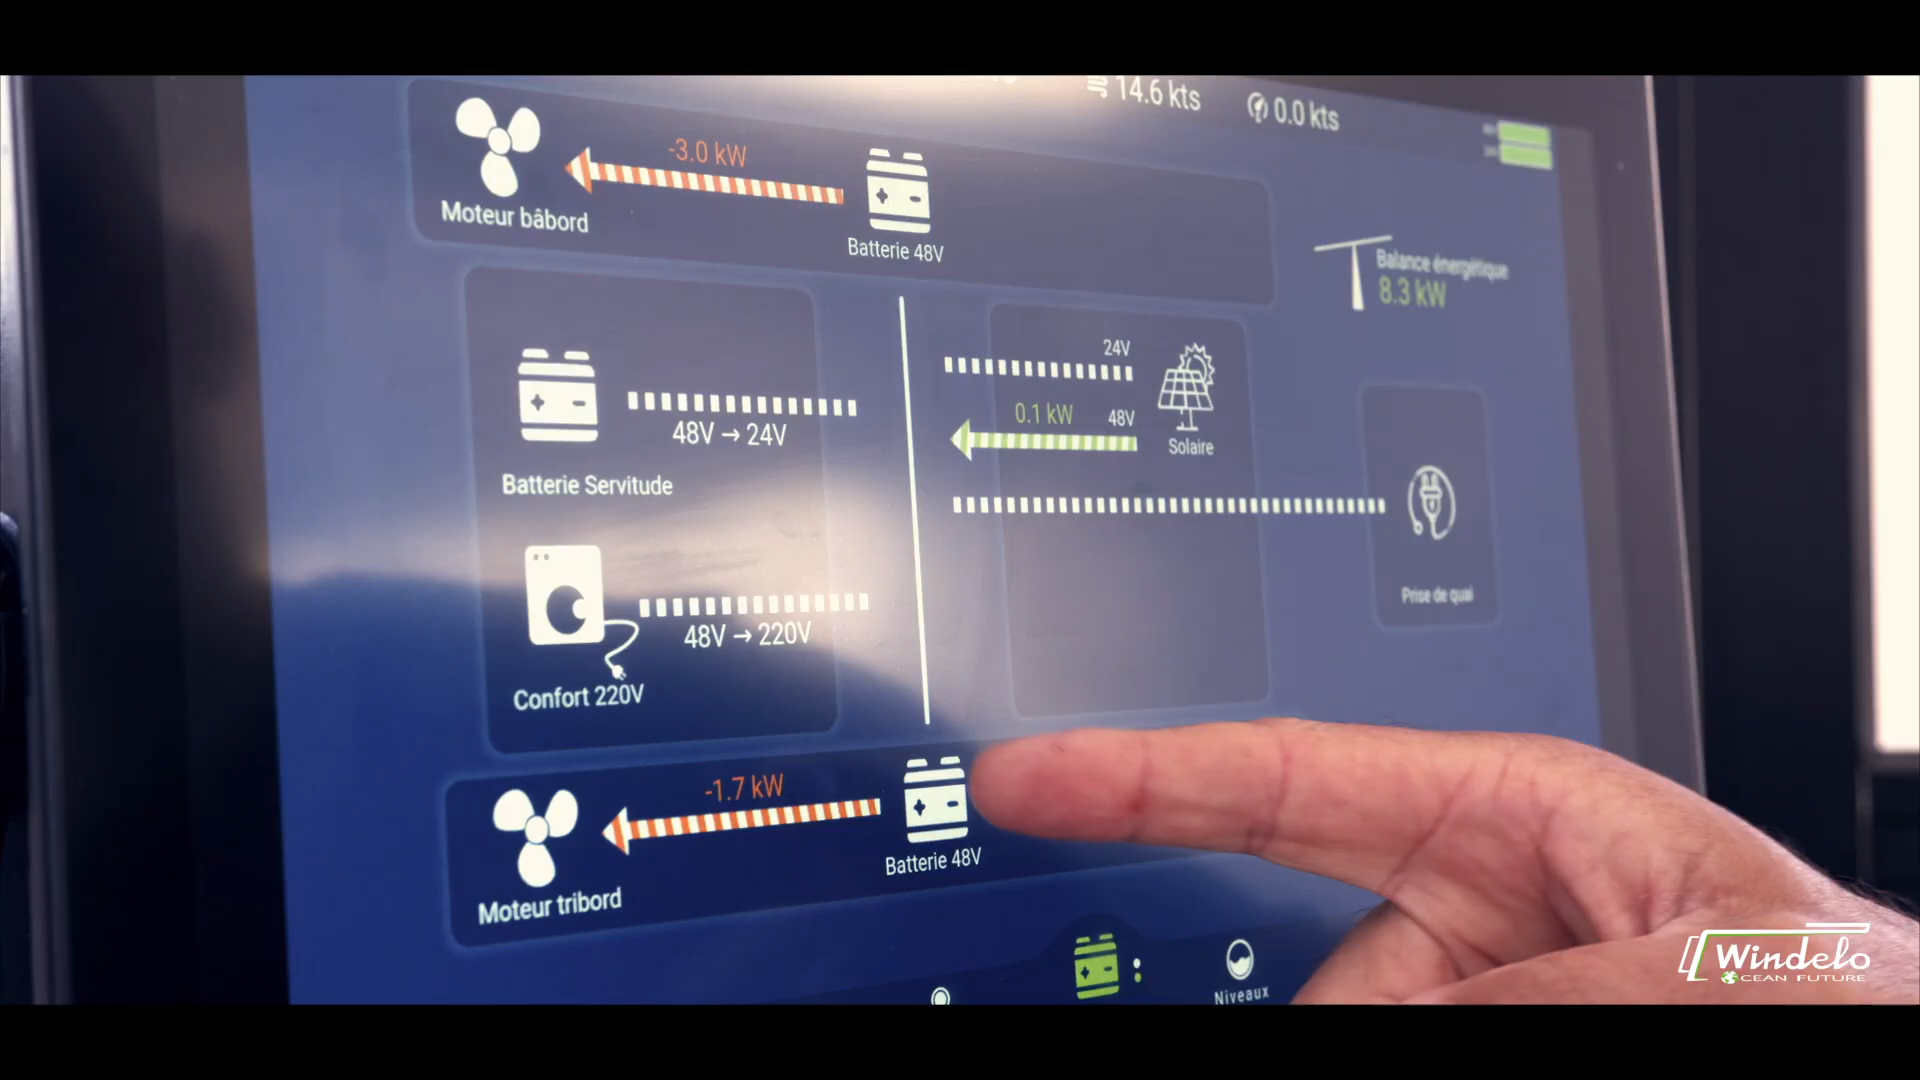 14.6 kts
0.0 kts
-3.0 kW
Moteur bâbord
Batterie 48V
Balance énergétique
8.3 kW
24V
0.1 kW
48V
Solaire
48V → 24V
Batterie Servitude
48V → 220V
Confort 220V
Prise de quai
-1.7 kW
Batterie 48V
Moteur tribord
Niveaux
Windelo
OCEAN FUTURE